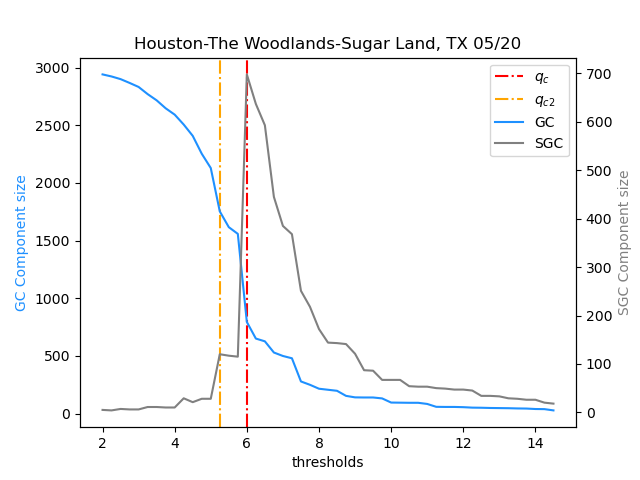 Houston-The Woodlands-Sugar Land, TX 05/20
GC Component size
3000
2500
2000
1500
1000
500
0
2
4
6
8
10
12
14
thresholds
700
600
500
400
300
200
100
0
SGC Component size
q_c
q_{c2}
GC
SGC